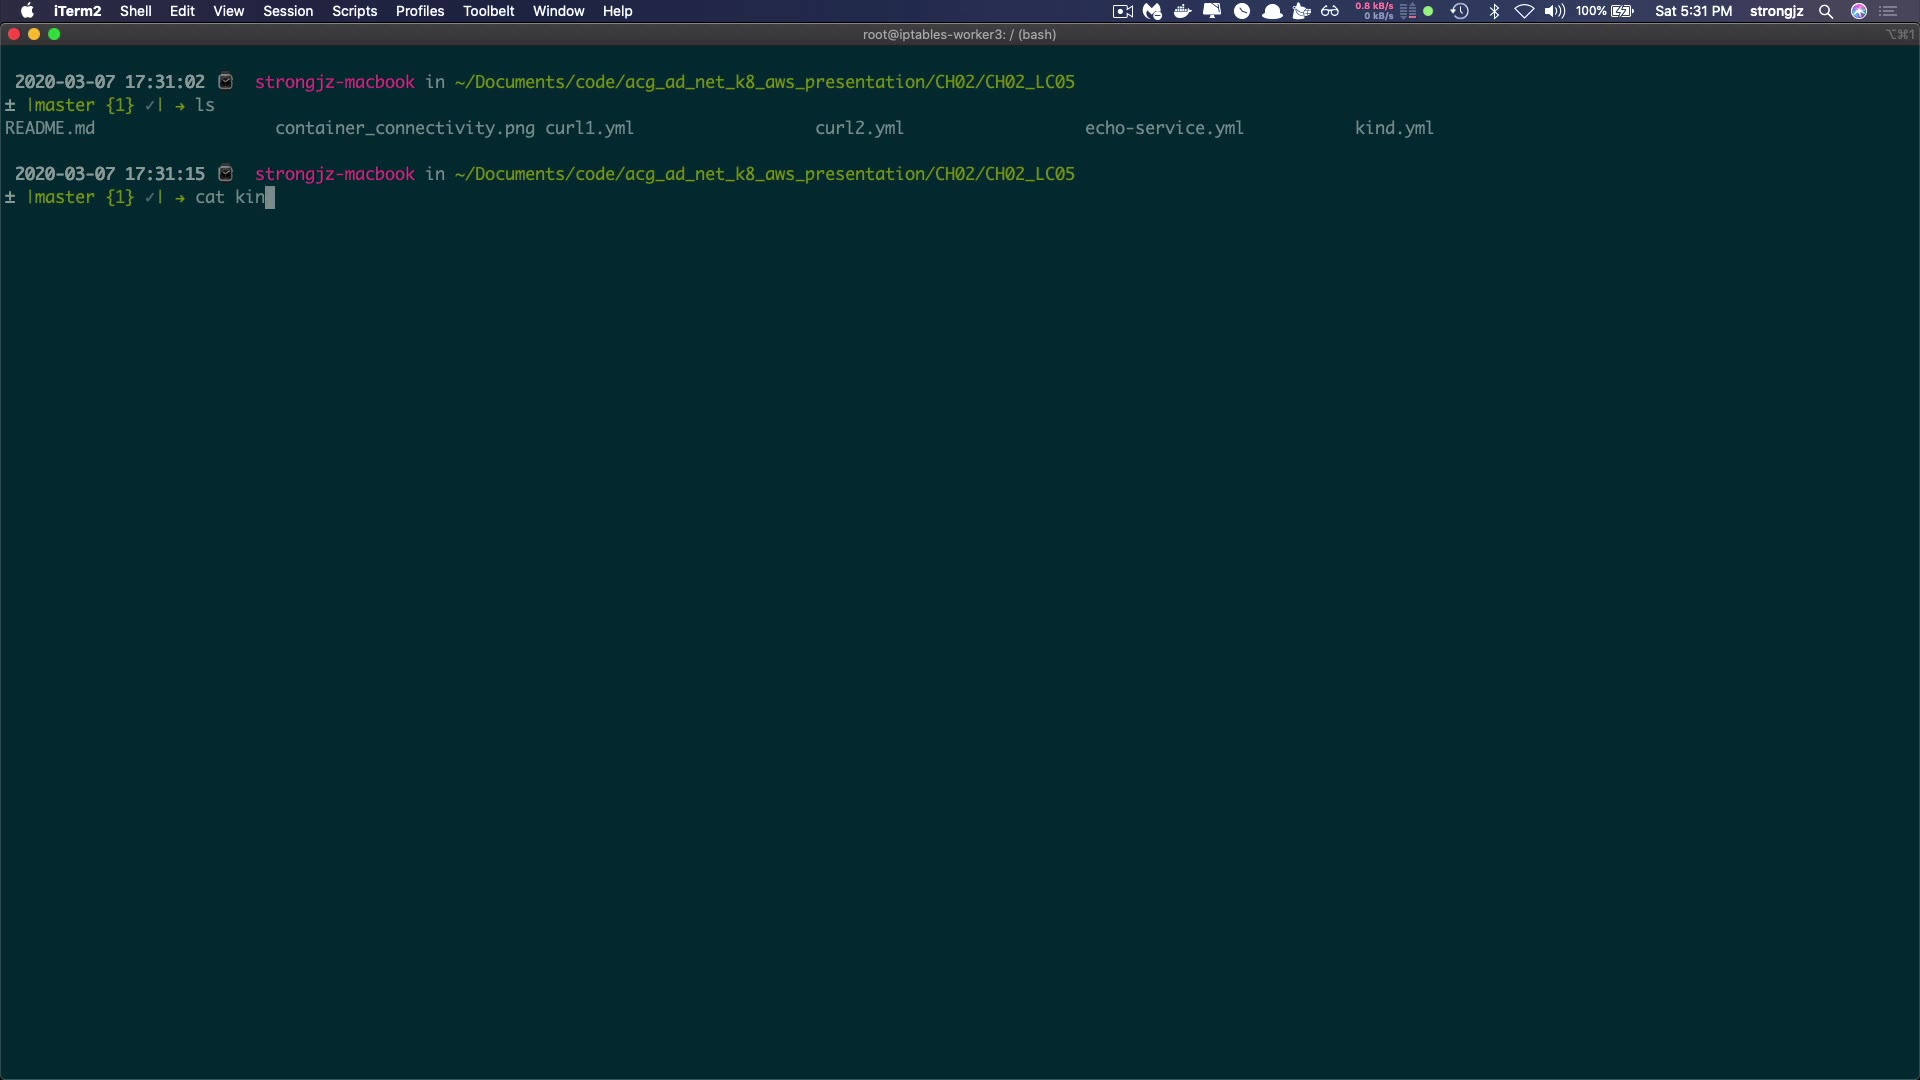 iTerm2 Shell Edit View Session Scripts Profiles Toolbelt Window Help 0.8 kB/s 0 kB/s 100% Sat 5:31 PM strongjz
root@iptables-worker3: / (bash) ⌥⌘1
2020-03-07 17:31:02 strongjz-macbook in ~/Documents/code/acg_ad_net_k8_aws_presentation/CH02/CH02_LC05
± |master {1} ✓| → ls
README.md container_connectivity.png curl1.yml curl2.yml echo-service.yml kind.yml
2020-03-07 17:31:15 strongjz-macbook in ~/Documents/code/acg_ad_net_k8_aws_presentation/CH02/CH02_LC05
± |master {1} ✓| → cat kin